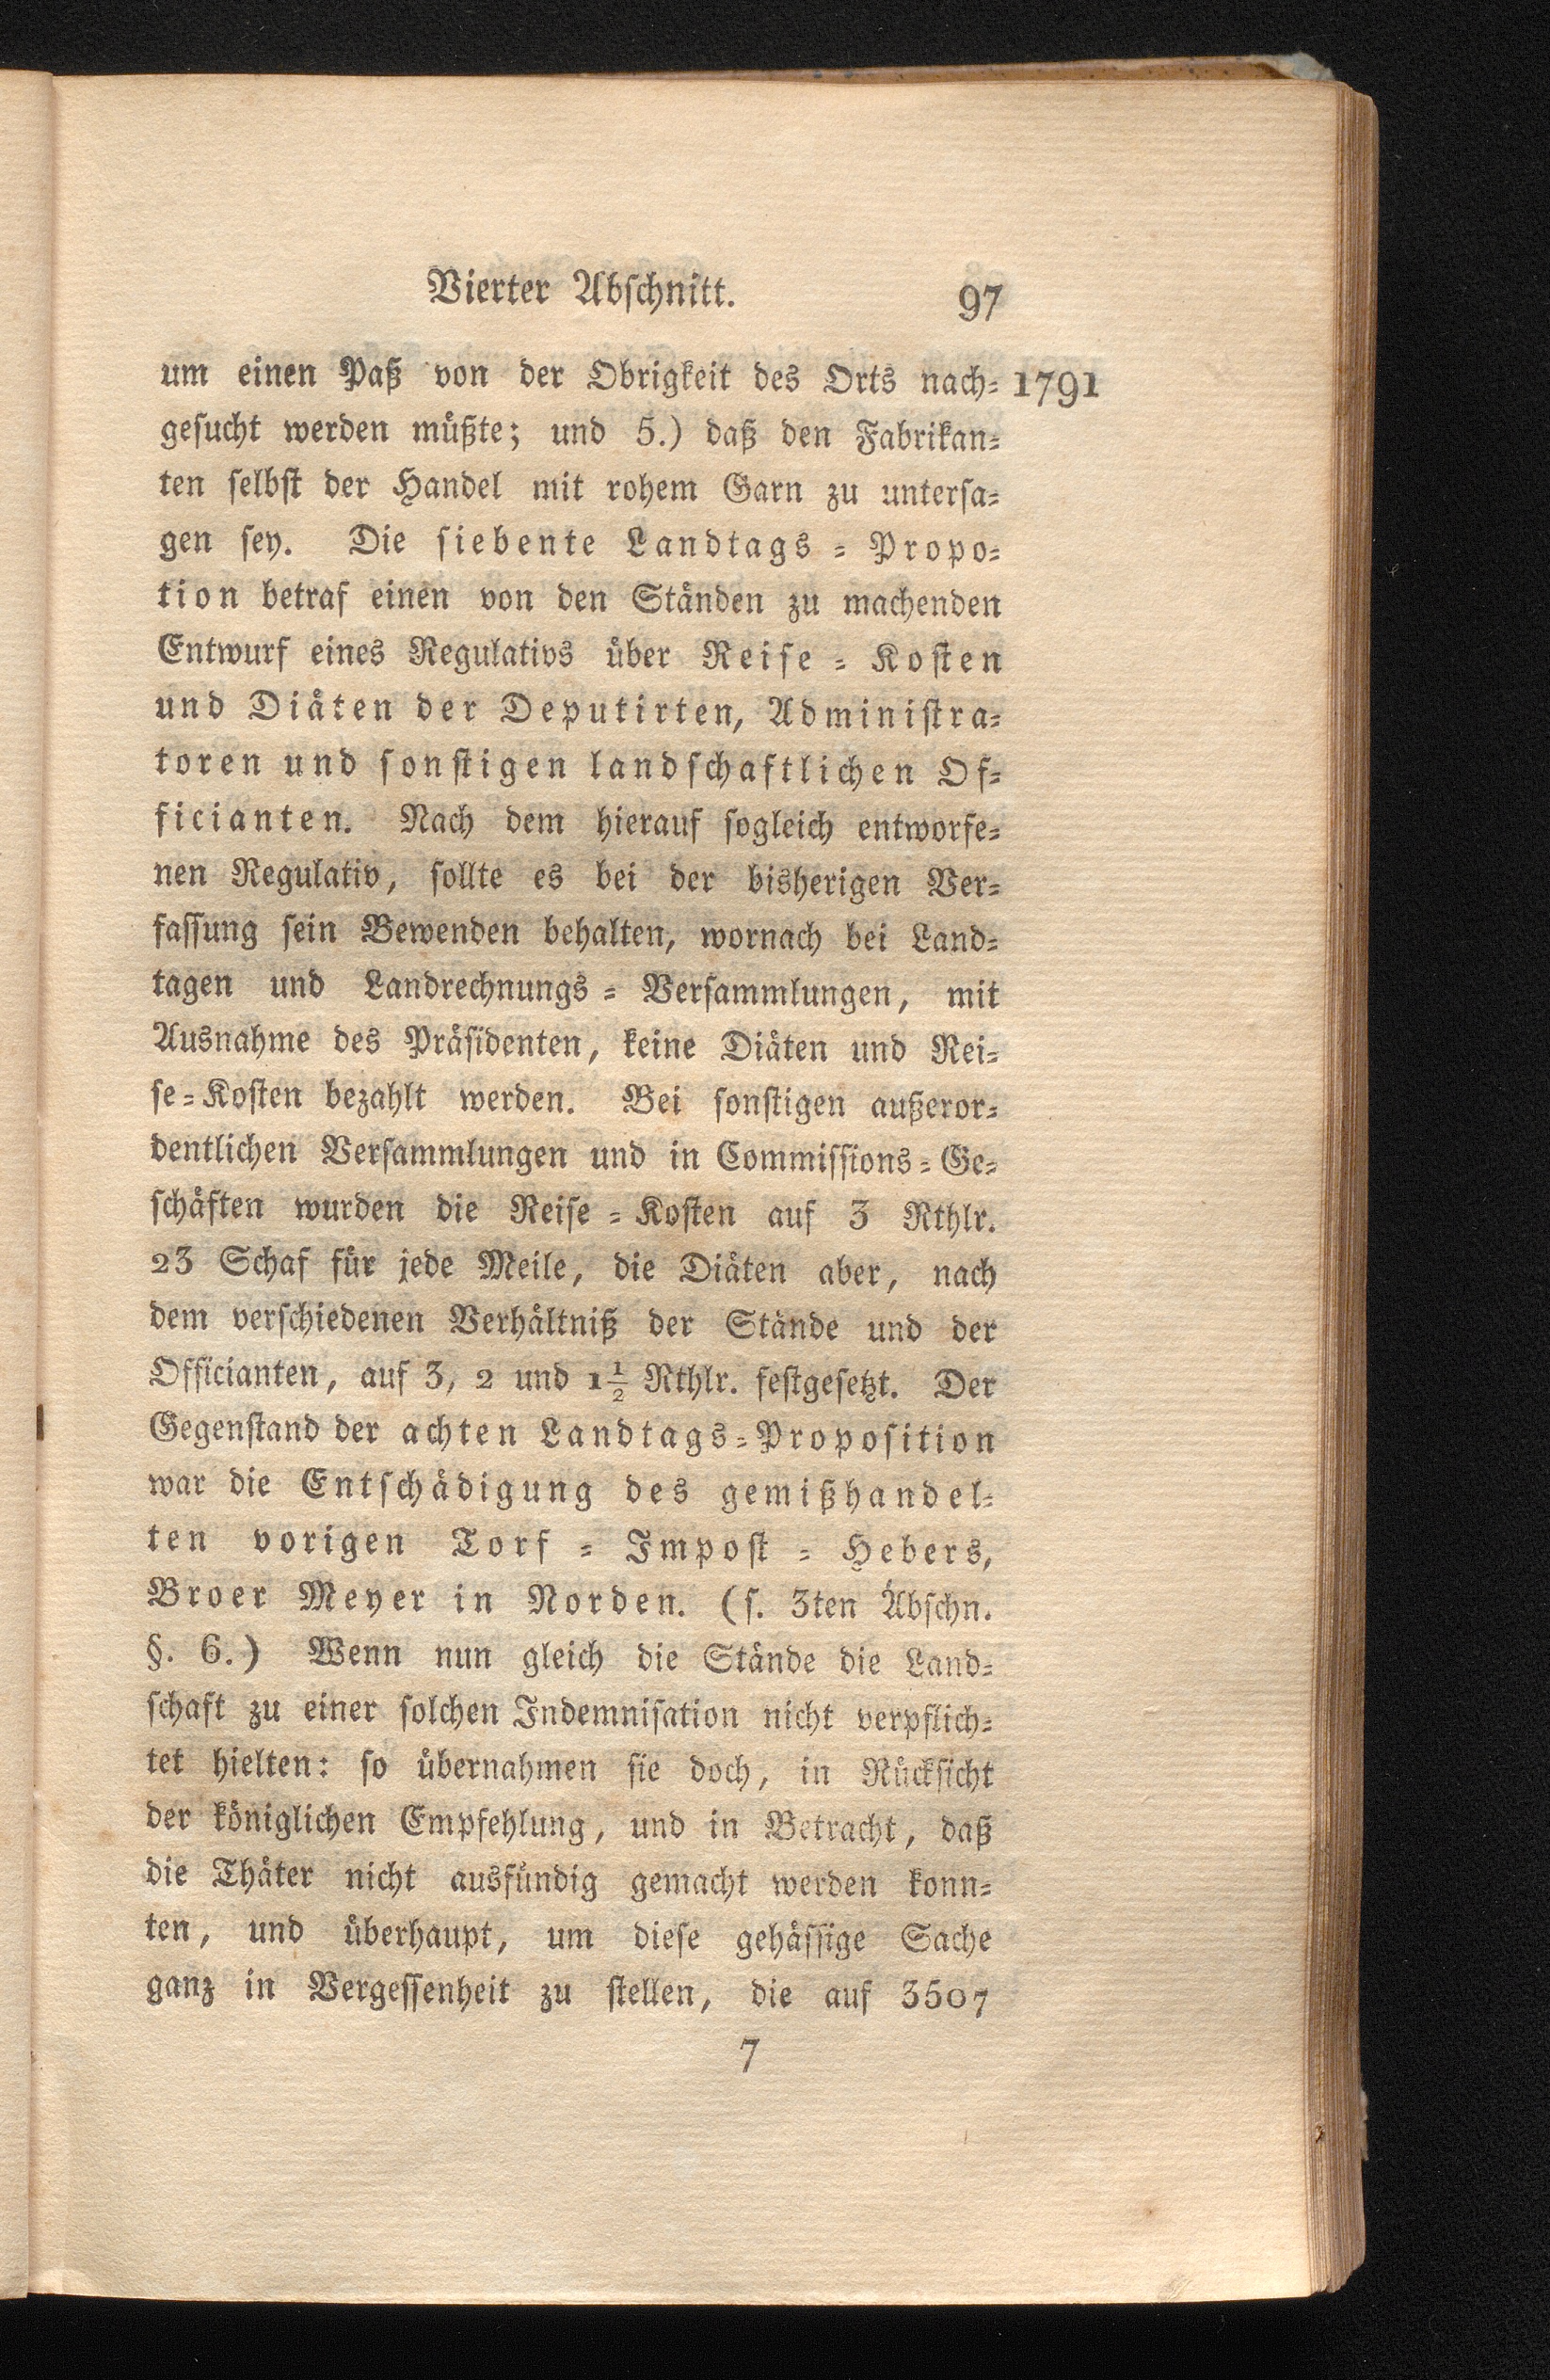 Vierter Abschnitt. 97
um einen Paß von der Obrigkeit des Orts nach= 1791
gesucht werden müßte; und 5.) daß den Fabrikan=
ten selbst der Handel mit rohem Garn zu untersa=
gen sey. Die siebente Landtags = Propo=
tion betraf einen von den Ständen zu machenden
Entwurf eines Regulativs über Reise = Kosten
und Diäten der Deputirten, Administra=
toren und sonstigen landschaftlichen Of=
ficianten. Nach dem hierauf sogleich entworfe=
nen Regulativ, sollte es bei der bisherigen Ver=
fassung sein Bewenden behalten, wornach bei Land=
tagen und Landrechnungs = Versammlungen, mit
Ausnahme des Präsidenten, keine Diäten und Rei=
se=Kosten bezahlt werden. Bei sonstigen außeror=
dentlichen Versammlungen und in Commissions=Ge=
schäften wurden die Reise = Kosten auf 3 Rthlr.
23 Schaf für jede Meile, die Diäten aber, nach
dem verschiedenen Verhältniß der Stände und der
Officianten, auf 3, 2 und 1½ Rthlr. festgesetzt. Der
Gegenstand der achten Landtags=Proposition
war die Entschädigung des gemißhandel=
ten vorigen Torf = Impost = Hebers,
Broer Meyer in Norden. (s. 3ten Abschn.
§. 6.) Wenn nun gleich die Stände die Land=
schaft zu einer solchen Indemnisation nicht verpflich=
tet hielten: so übernahmen sie doch, in Rücksicht
der königlichen Empfehlung, und in Betracht, daß
die Thäter nicht ausfündig gemacht werden konn=
ten, und überhaupt, um diese gehässige Sache
ganz in Vergessenheit zu stellen, die auf 3507
7